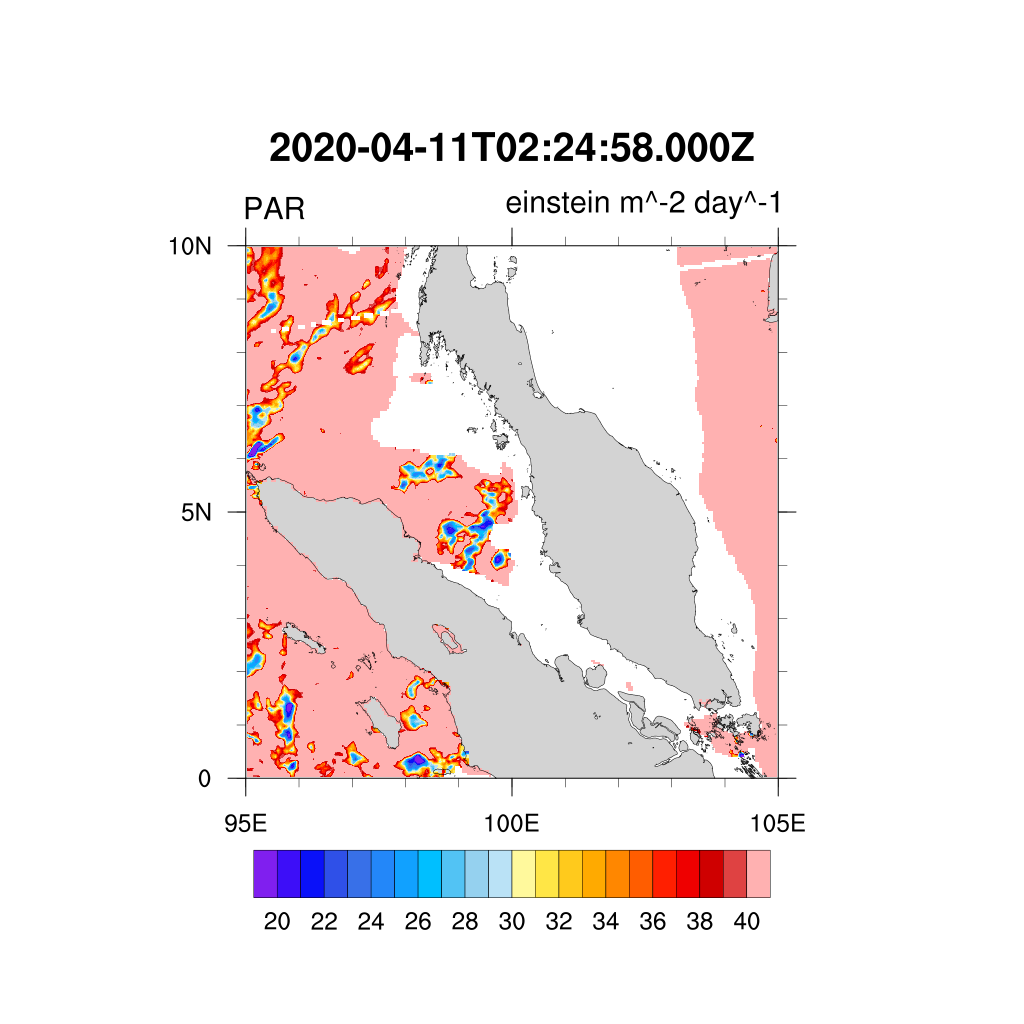 2020-04-11T02:24:58.000Z
PAR einstein m^-2 day^-1
10N
5N
0
95E 100E 105E
20 22 24 26 28 30 32 34 36 38 40